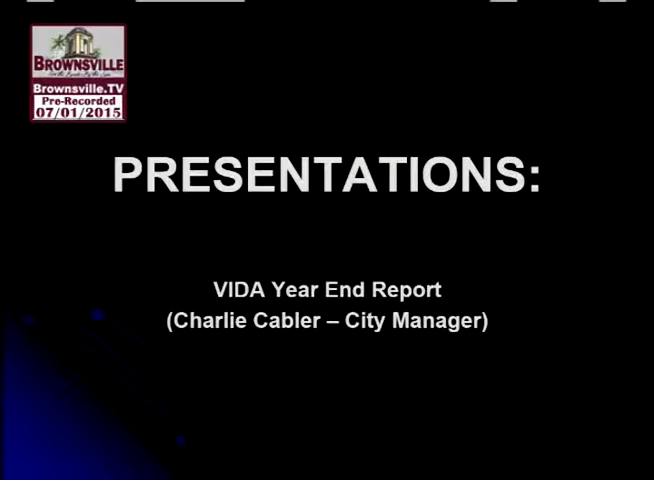 BROWNSVILLE
Brownsville.TV
Pre-Recorded
07/01/2015
PRESENTATIONS:
VIDA Year End Report
(Charlie Cabler – City Manager)